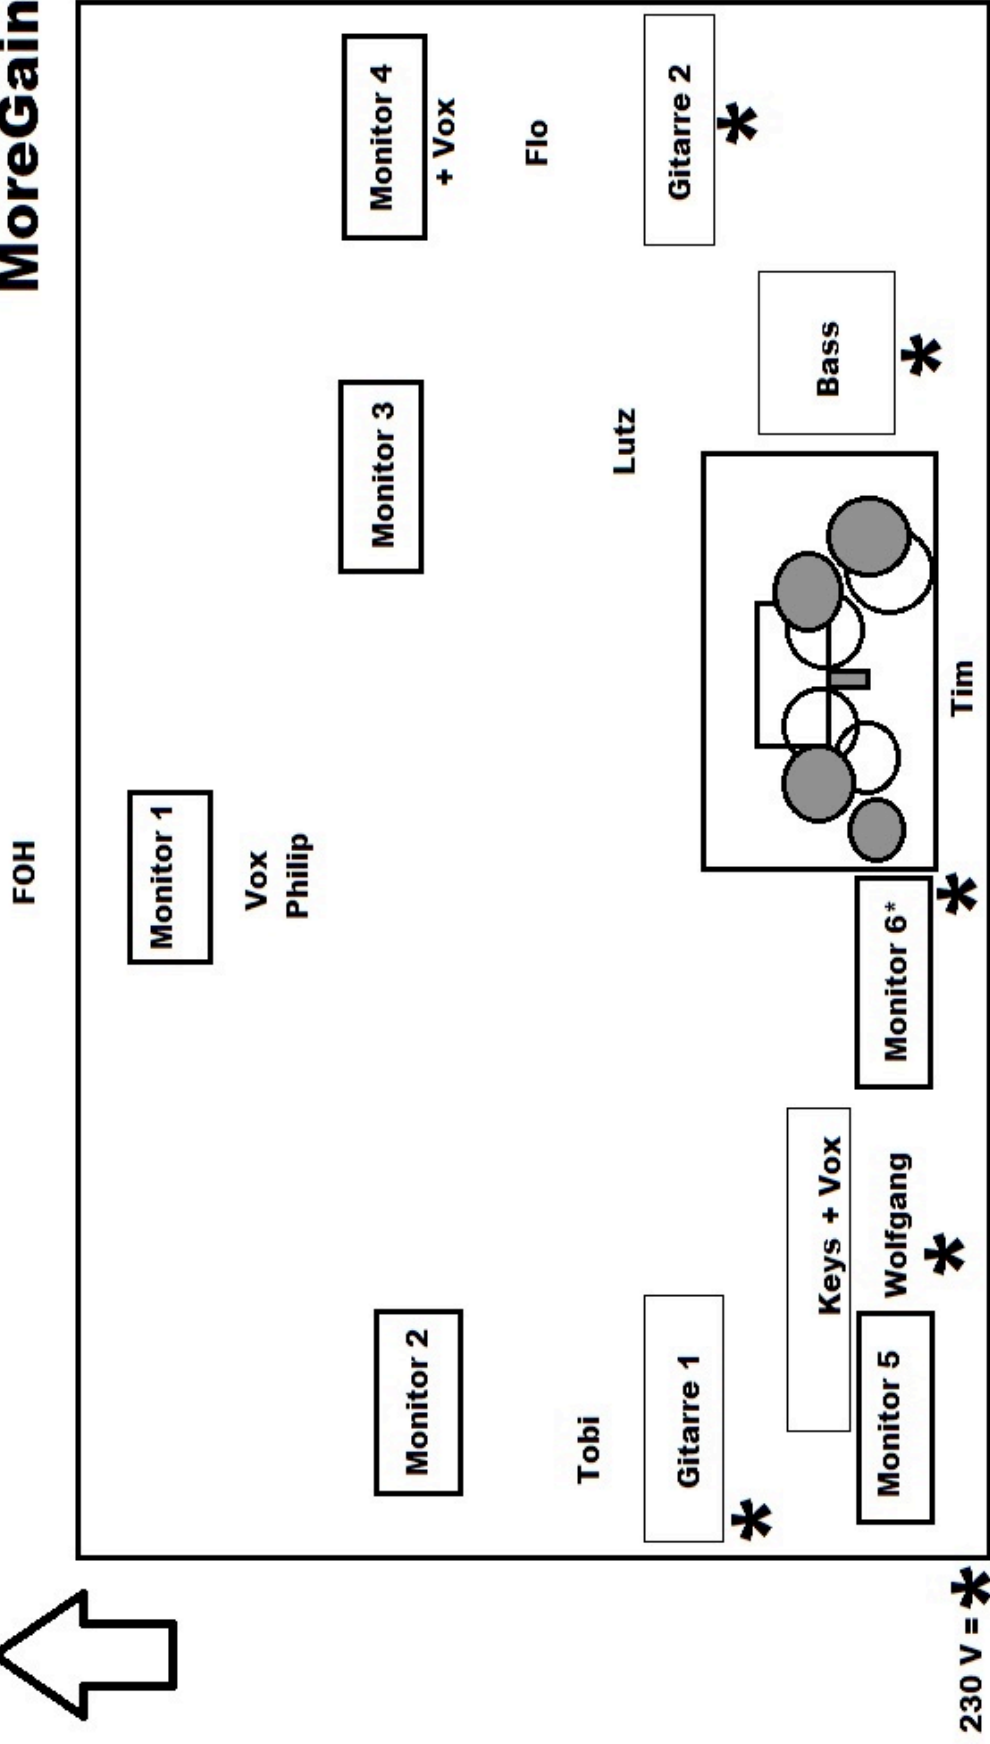 FOH
MoreGain
Monitor 1
Vox
Philip
Monitor 2
Monitor 3
Monitor 4
+ Vox
Flo
Tobi
Lutz
Gitarre 1
*
Gitarre 2
*
Keys + Vox
Bass
*
Monitor 5
Wolfgang
*
Monitor 6*
*
Tim
230 V = *